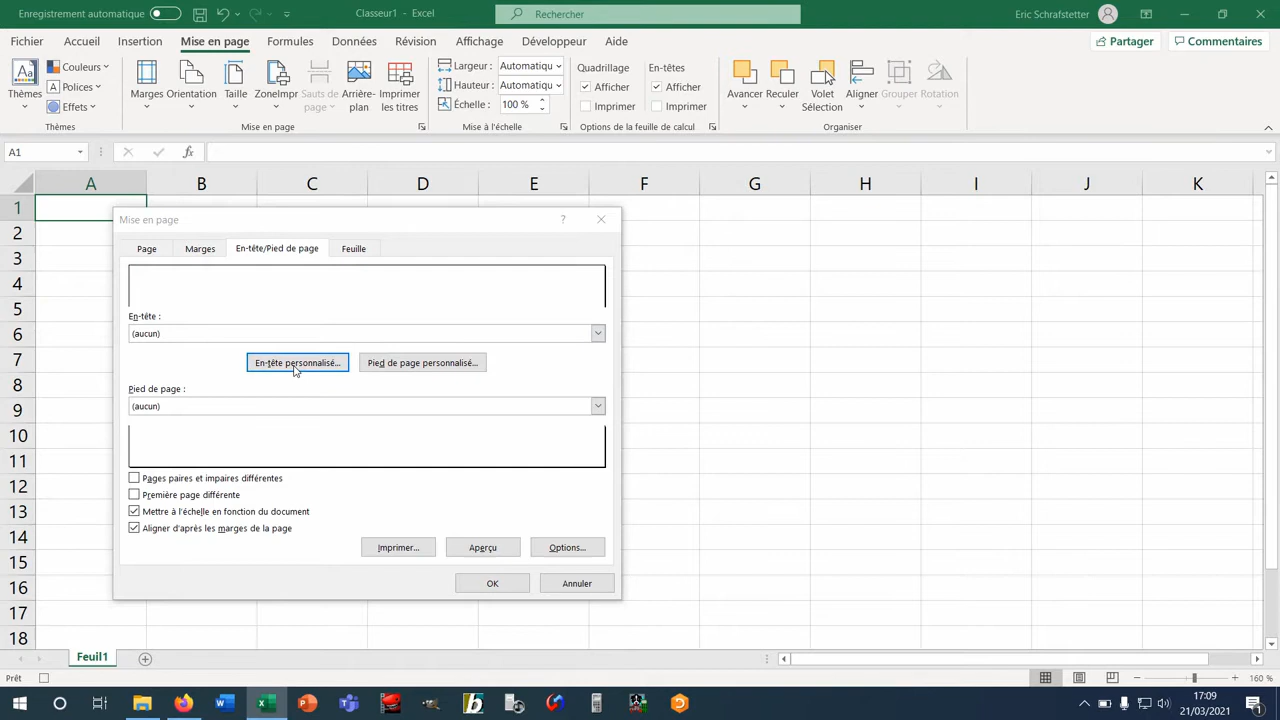 Enregistrement automatique
Classeur1 - Excel
Rechercher
Eric Schrafstetter
Fichier Accueil Insertion Mise en page Formules Données Révision Affichage Développeur Aide
Partager Commentaires
Aa Thèmes
Couleurs
Polices
Effets
Thèmes
Marges Orientation Taille ZoneImpr Sauts de page Arrière-plan Imprimer les titres
Mise en page
Largeur : Automatiqu
Hauteur : Automatiqu
Échelle : 100 %
Mise à l'échelle
Quadrillage En-têtes
Afficher Afficher
Imprimer Imprimer
Options de la feuille de calcul
Avancer Reculer Volet Sélection Aligner Grouper Rotation
Organiser
A1 fx
A B C D E F G H I J K
1
2
3
4
5
6
7
8
9
10
11
12
13
14
15
16
17
18
Mise en page ?
Page Marges En-tête/Pied de page Feuille
En-tête :
(aucun)
En-tête personnalisé... Pied de page personnalisé...
Pied de page :
(aucun)
Pages paires et impaires différentes
Première page différente
Mettre à l'échelle en fonction du document
Aligner d'après les marges de la page
Imprimer... Aperçu Options...
OK Annuler
Feuil1
Prêt
160 %
17:09
21/03/2021